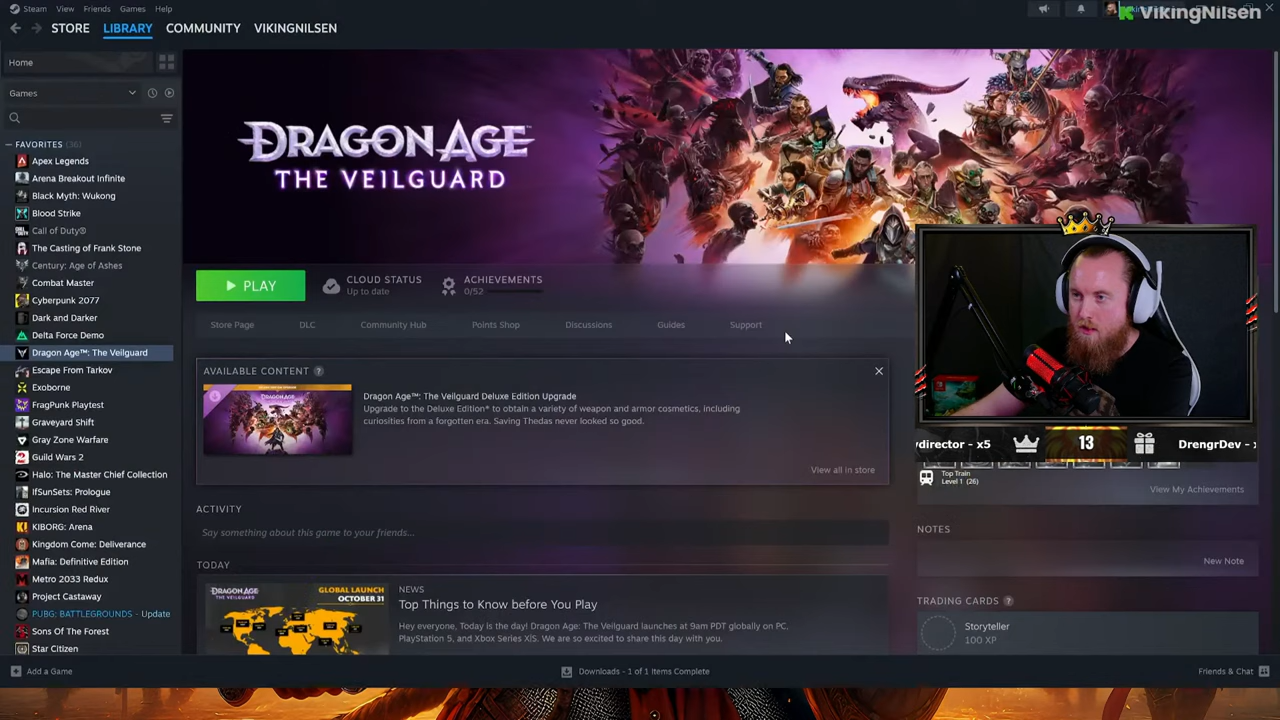 Steam View Friends Games Help
VikingNilsen
STORE LIBRARY COMMUNITY VIKINGNILSEN
Home
Games
FAVORITES (36)
Apex Legends
Arena Breakout Infinite
Black Myth: Wukong
Blood Strike
Call of Duty®
The Casting of Frank Stone
Century: Age of Ashes
Combat Master
Cyberpunk 2077
Dark and Darker
Delta Force Demo
Dragon Age™: The Veilguard
Escape From Tarkov
Exoborne
FragPunk Playtest
Graveyard Shift
Gray Zone Warfare
Guild Wars 2
Halo: The Master Chief Collection
IfSunSets: Prologue
Incursion Red River
KIBORG: Arena
Kingdom Come: Deliverance
Mafia: Definitive Edition
Metro 2033 Redux
Project Castaway
PUBG: BATTLEGROUNDS - Update
Sons Of The Forest
Star Citizen
Add a Game
DRAGON AGE
THE VEILGUARD
PLAY
CLOUD STATUS
Up to date
ACHIEVEMENTS
0/52
Store Page DLC Community Hub Points Shop Discussions Guides Support
AVAILABLE CONTENT ?
Dragon Age™: The Veilguard Deluxe Edition Upgrade
Upgrade to the Deluxe Edition* to obtain a variety of weapon and armor cosmetics, including
curiosities from a forgotten era. Saving Thedas never looked so good.
View all in store
ACTIVITY
Say something about this game to your friends...
TODAY
DRAGON AGE
GLOBAL LAUNCH
OCTOBER 31
NEWS
Top Things to Know before You Play
Hey everyone, Today is the day! Dragon Age: The Veilguard launches at 9am PDT globally on PC,
PlayStation 5, and Xbox Series X|S. We are so excited to share this day with you.
ydirector - x5
13
DrengrDev -
Top Train
Level 1 (26)
View My Achievements
NOTES
New Note
TRADING CARDS ?
Storyteller
100 XP
Downloads - 1 of 1 Items Complete
Friends & Chat